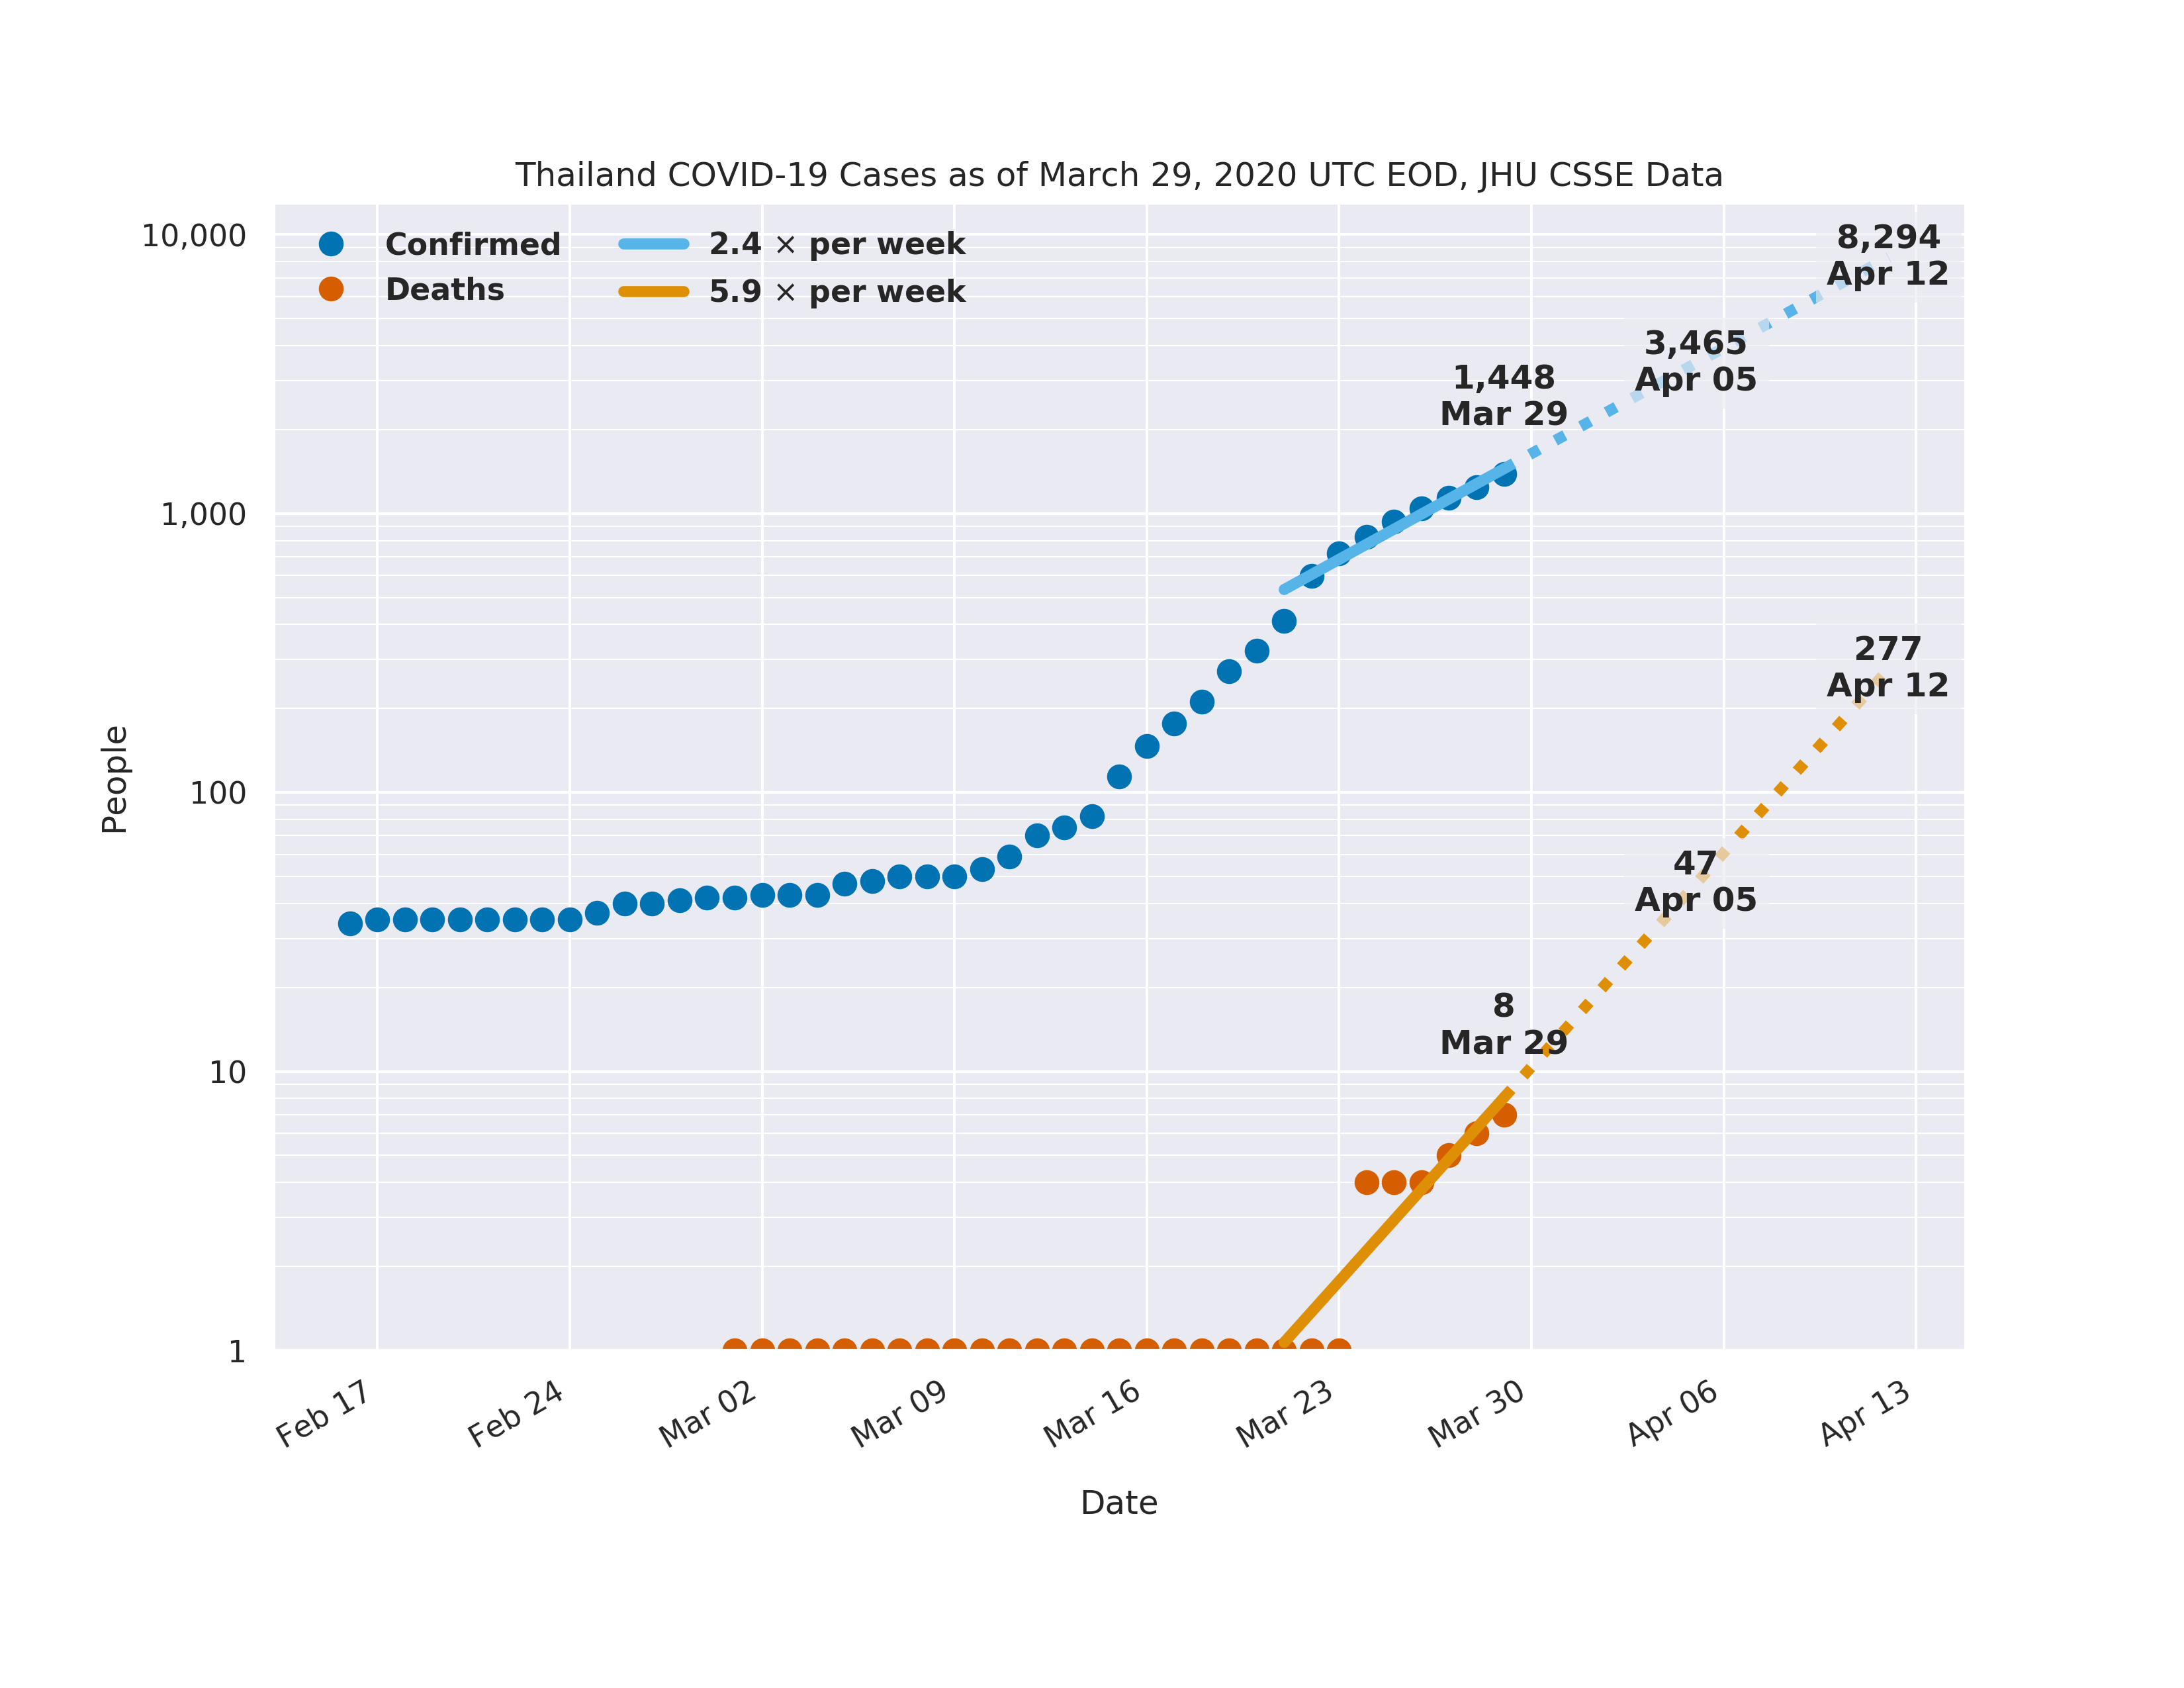 Thailand COVID-19 Cases as of March 29, 2020 UTC EOD, JHU CSSE Data
Confirmed
Deaths
2.4 × per week
5.9 × per week
8,294
Apr 12
3,465
Apr 05
1,448
Mar 29
277
Apr 12
47
Apr 05
8
Mar 29
People
10,000
1,000
100
10
1
Feb 17
Feb 24
Mar 02
Mar 09
Mar 16
Mar 23
Mar 30
Apr 06
Apr 13
Date